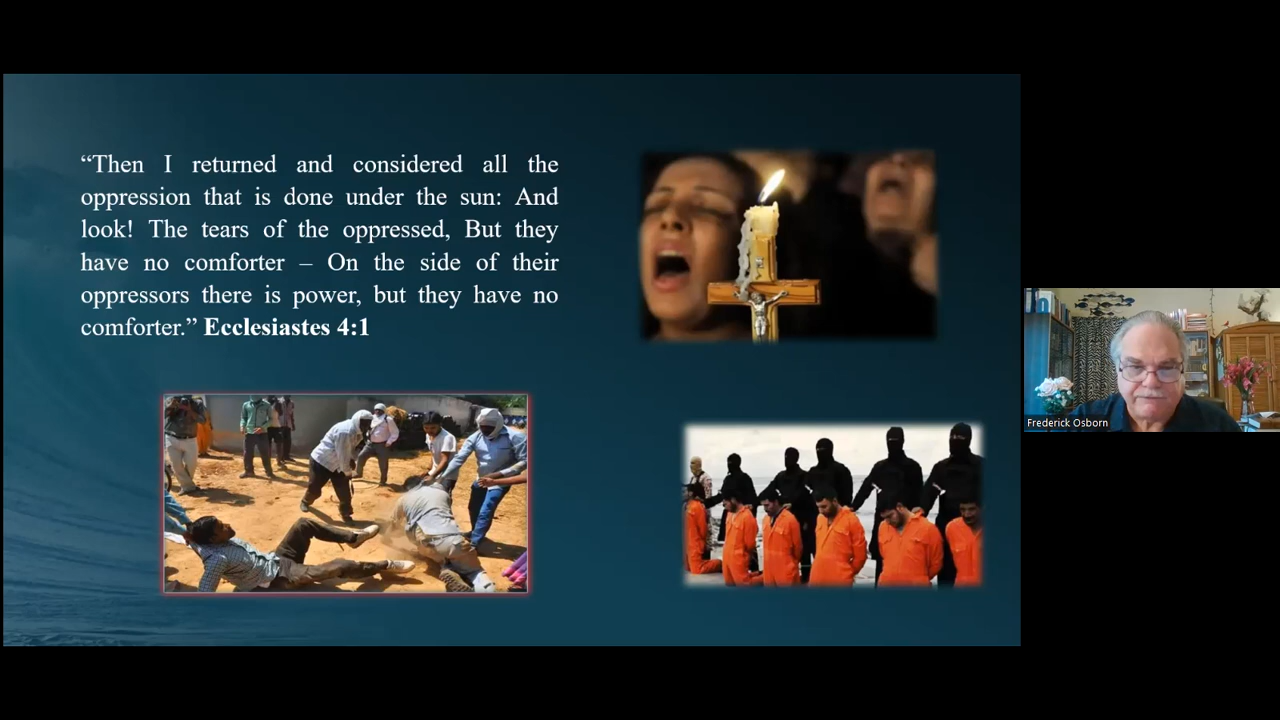 “Then I returned and considered all the
oppression that is done under the sun: And
look! The tears of the oppressed, But they
have no comforter – On the side of their
oppressors there is power, but they have no
comforter.” Ecclesiastes 4:1
Frederick Osborn